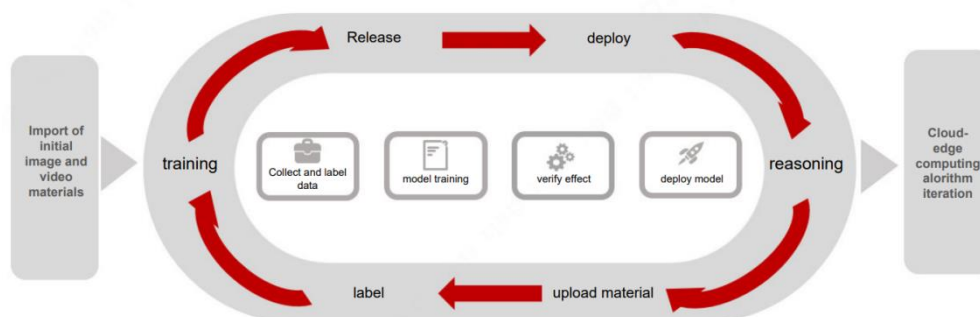 Release
deploy
Import of
initial
image and
video
materials
training
Collect and label
data
model training
verify effect
deploy model
reasoning
Cloud-
edge
computing
alorithm
iteration
label
upload material